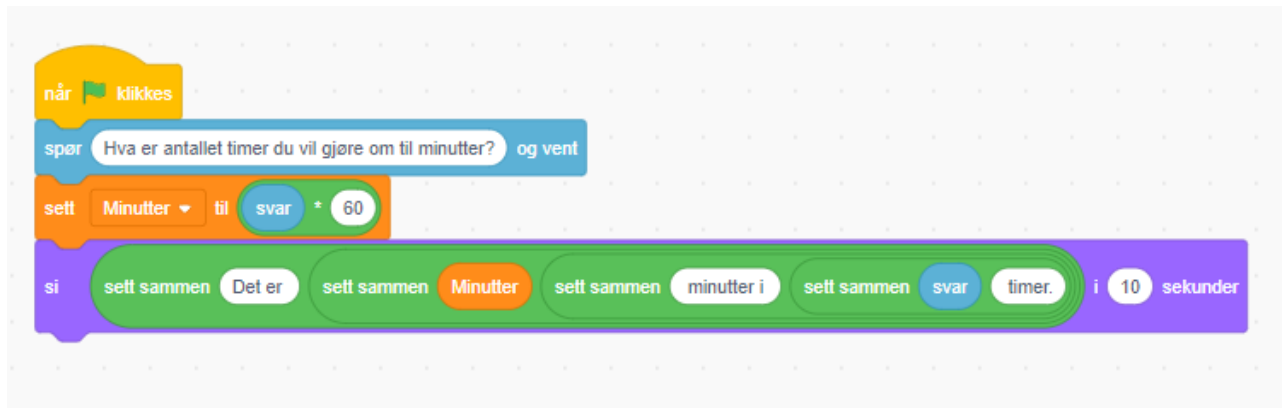 når klikkes
spør Hva er antallet timer du vil gjøre om til minutter? og vent
sett Minutter til svar * 60
si sett sammen Det er sett sammen Minutter sett sammen minutter i sett sammen svar timer. i 10 sekunder